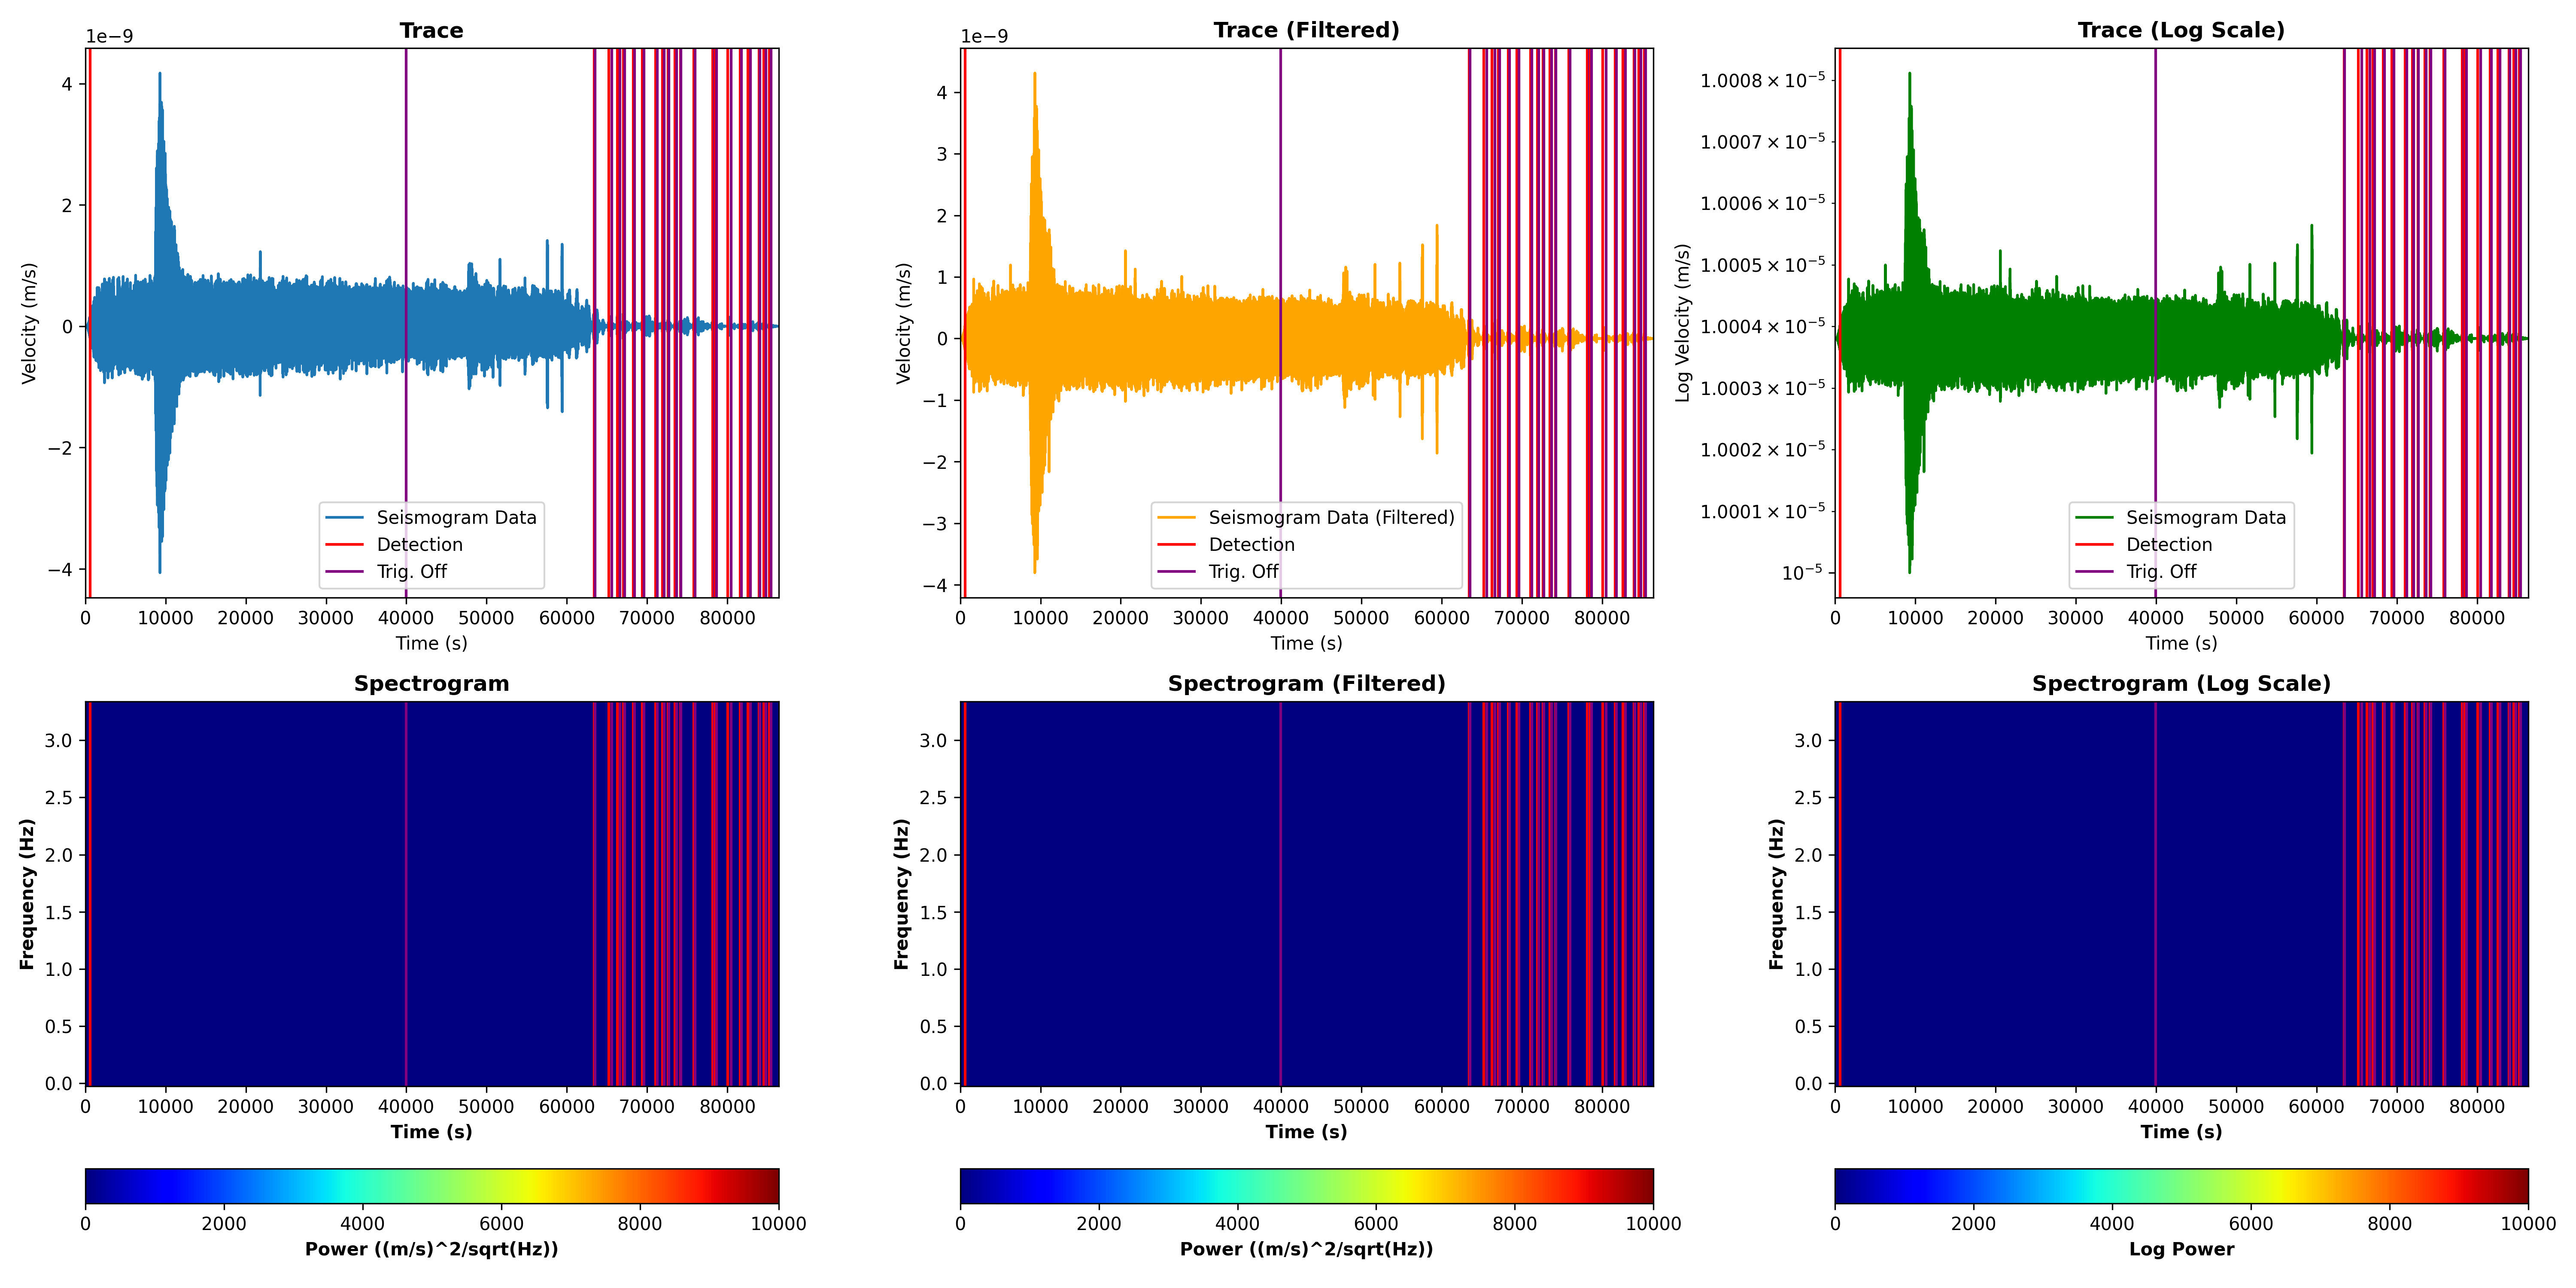 Trace
1e−9
4
2
0
−2
−4
Velocity (m/s)
Seismogram Data
Detection
Trig. Off
0 10000 20000 30000 40000 50000 60000 70000 80000
Time (s)
Trace (Filtered)
1e−9
4
3
2
1
0
−1
−2
−3
−4
Velocity (m/s)
Seismogram Data (Filtered)
Detection
Trig. Off
0 10000 20000 30000 40000 50000 60000 70000 80000
Time (s)
Trace (Log Scale)
1.0008 × 10⁻⁵
1.0007 × 10⁻⁵
1.0006 × 10⁻⁵
1.0005 × 10⁻⁵
1.0004 × 10⁻⁵
1.0003 × 10⁻⁵
1.0002 × 10⁻⁵
1.0001 × 10⁻⁵
10⁻⁵
Log Velocity (m/s)
Seismogram Data
Detection
Trig. Off
0 10000 20000 30000 40000 50000 60000 70000 80000
Time (s)
Spectrogram
3.0
2.5
2.0
1.5
1.0
0.5
0.0
Frequency (Hz)
0 10000 20000 30000 40000 50000 60000 70000 80000
Time (s)
0 2000 4000 6000 8000 10000
Power ((m/s)^2/sqrt(Hz))
Spectrogram (Filtered)
3.0
2.5
2.0
1.5
1.0
0.5
0.0
Frequency (Hz)
0 10000 20000 30000 40000 50000 60000 70000 80000
Time (s)
0 2000 4000 6000 8000 10000
Power ((m/s)^2/sqrt(Hz))
Spectrogram (Log Scale)
3.0
2.5
2.0
1.5
1.0
0.5
0.0
Frequency (Hz)
0 10000 20000 30000 40000 50000 60000 70000 80000
Time (s)
0 2000 4000 6000 8000 10000
Log Power